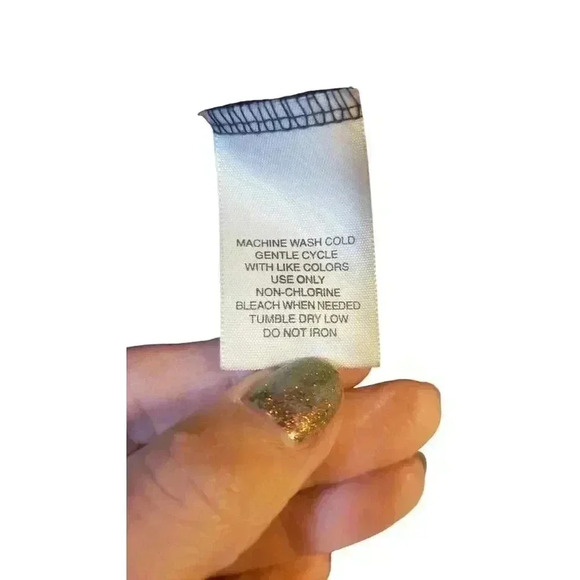 MACHINE WASH COLD
GENTLE CYCLE
WITH LIKE COLORS
USE ONLY
NON-CHLORINE
BLEACH WHEN NEEDED
TUMBLE DRY LOW
DO NOT IRON